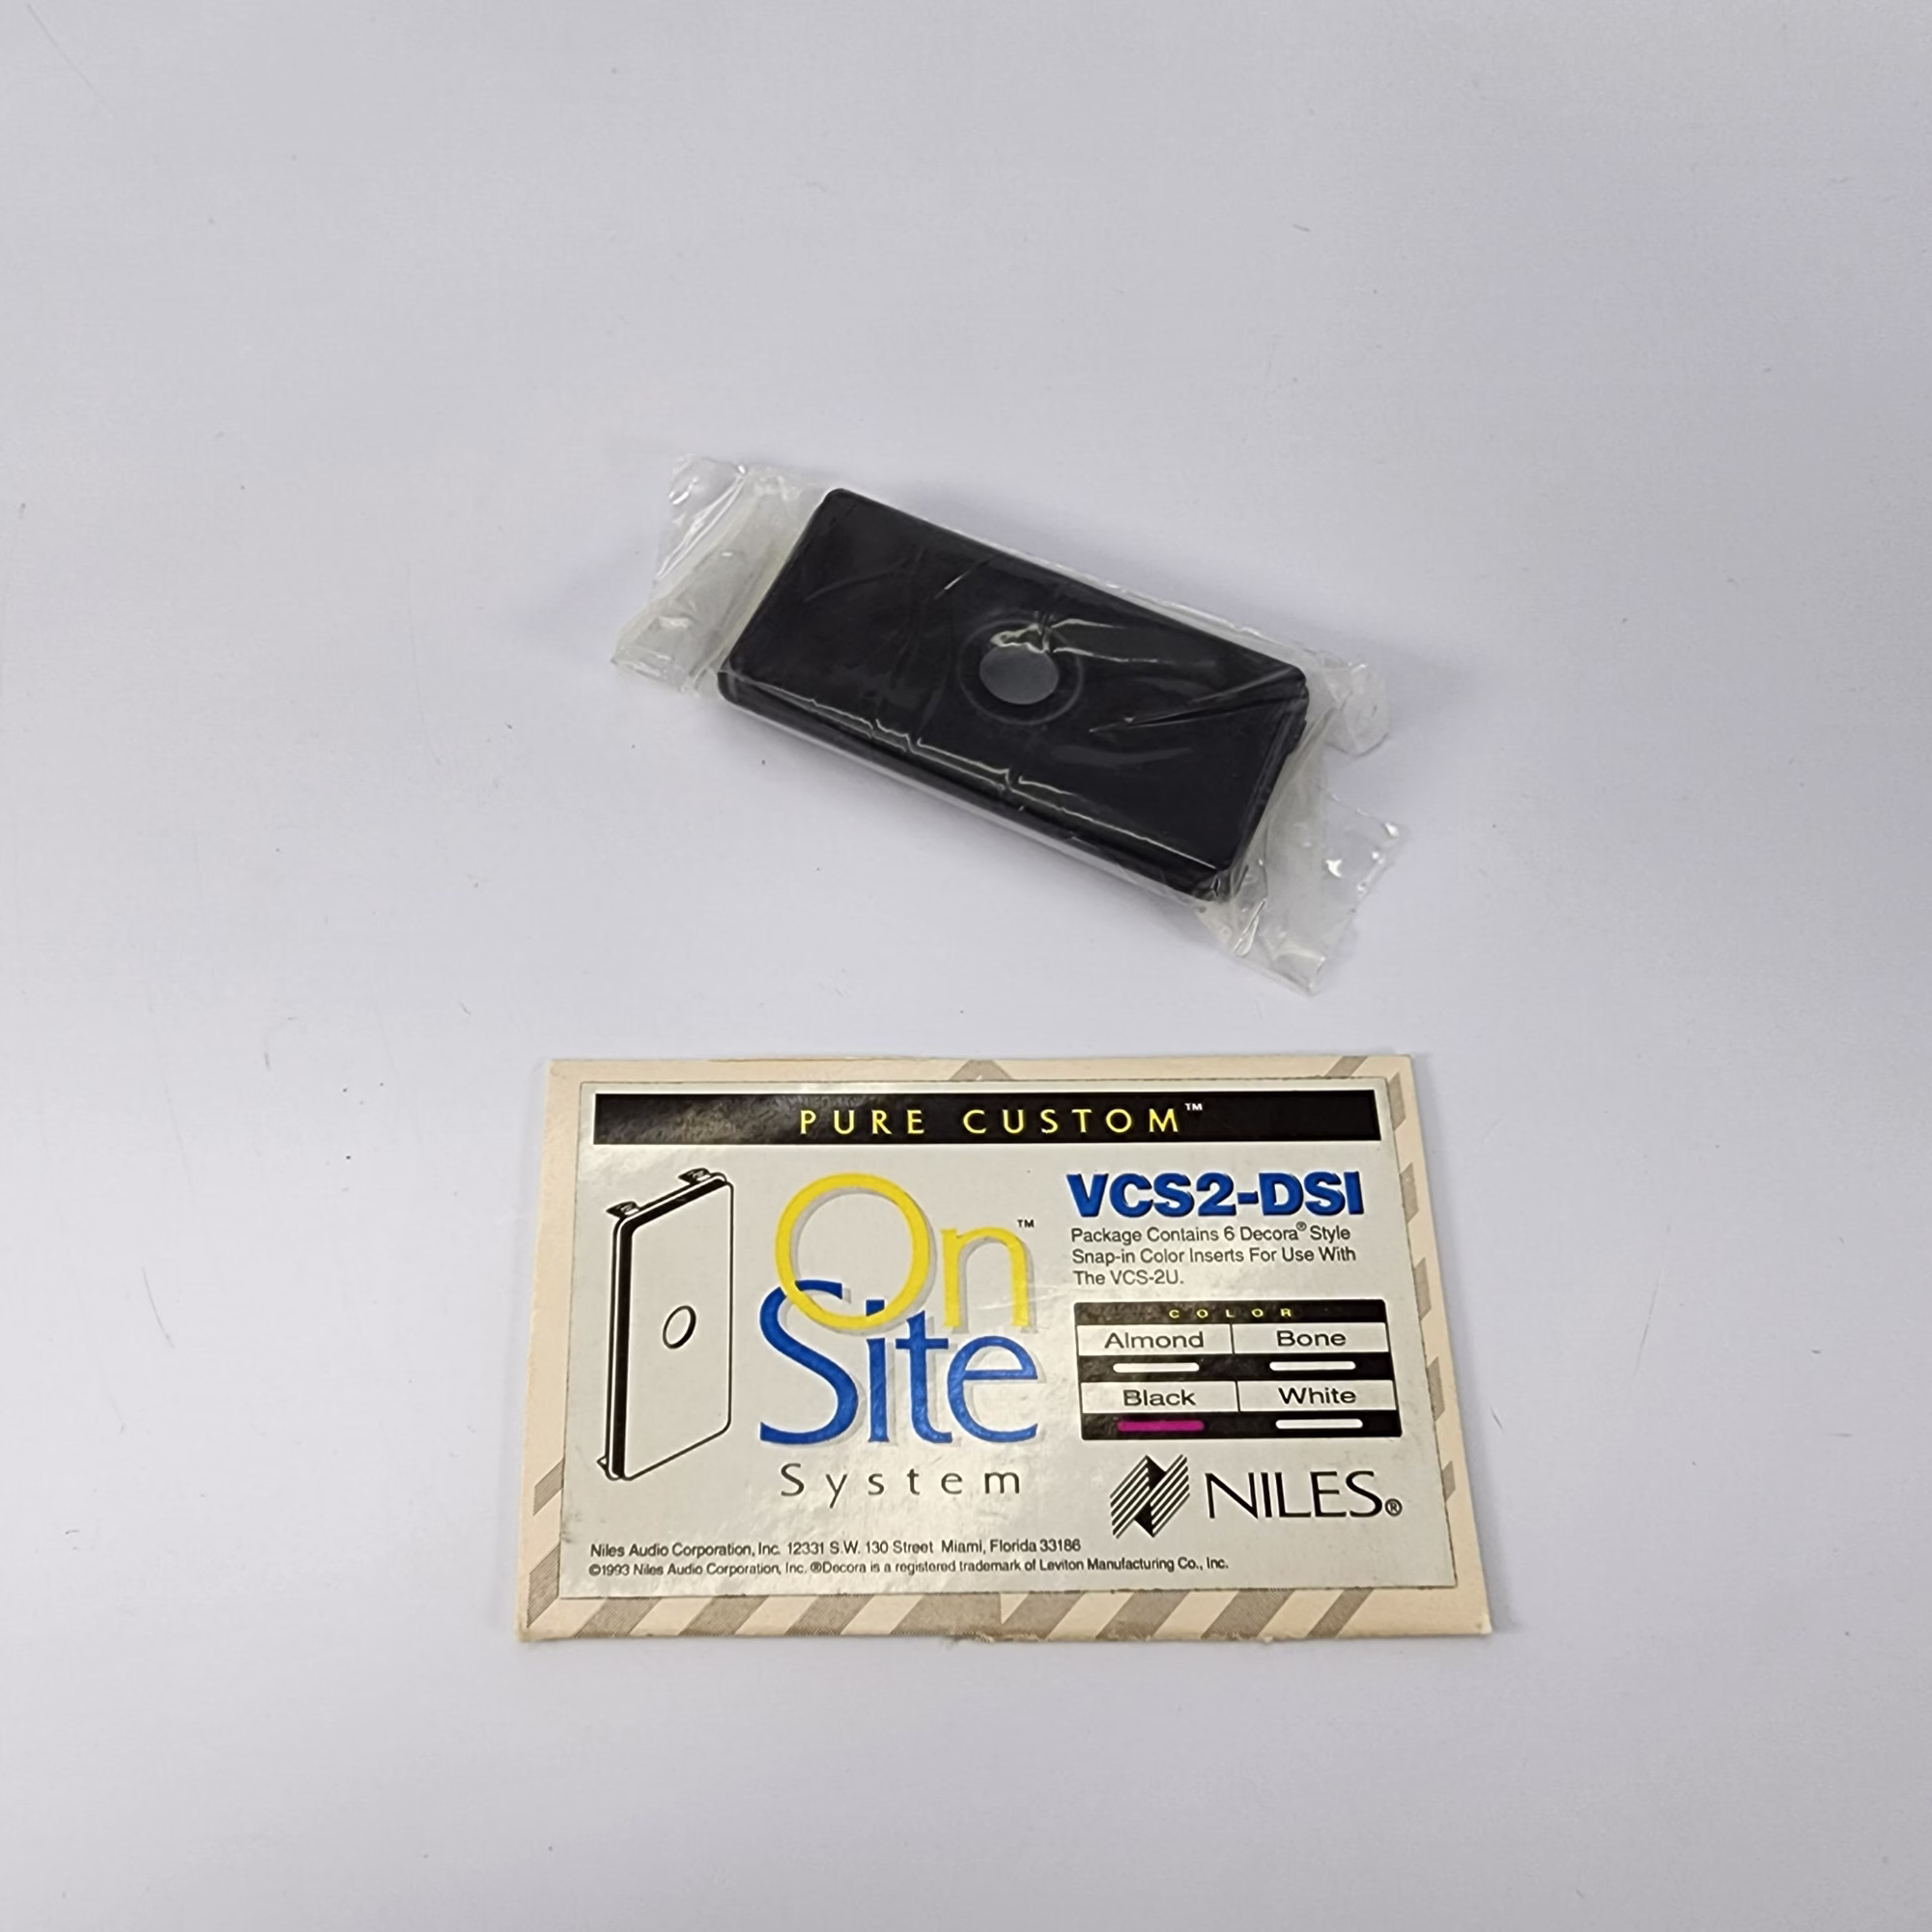 PURE CUSTOM™
On™
Site
System
VCS2-DSI
Package Contains 6 Decora® Style
Snap-in Color Inserts For Use With
The VCS-2U.
COLOR
Almond Bone
Black White
NILES®
Niles Audio Corporation, Inc. 12331 S.W. 130 Street Miami, Florida 33186
©1993 Niles Audio Corporation, Inc. ®Decora is a registered trademark of Leviton Manufacturing Co., Inc.